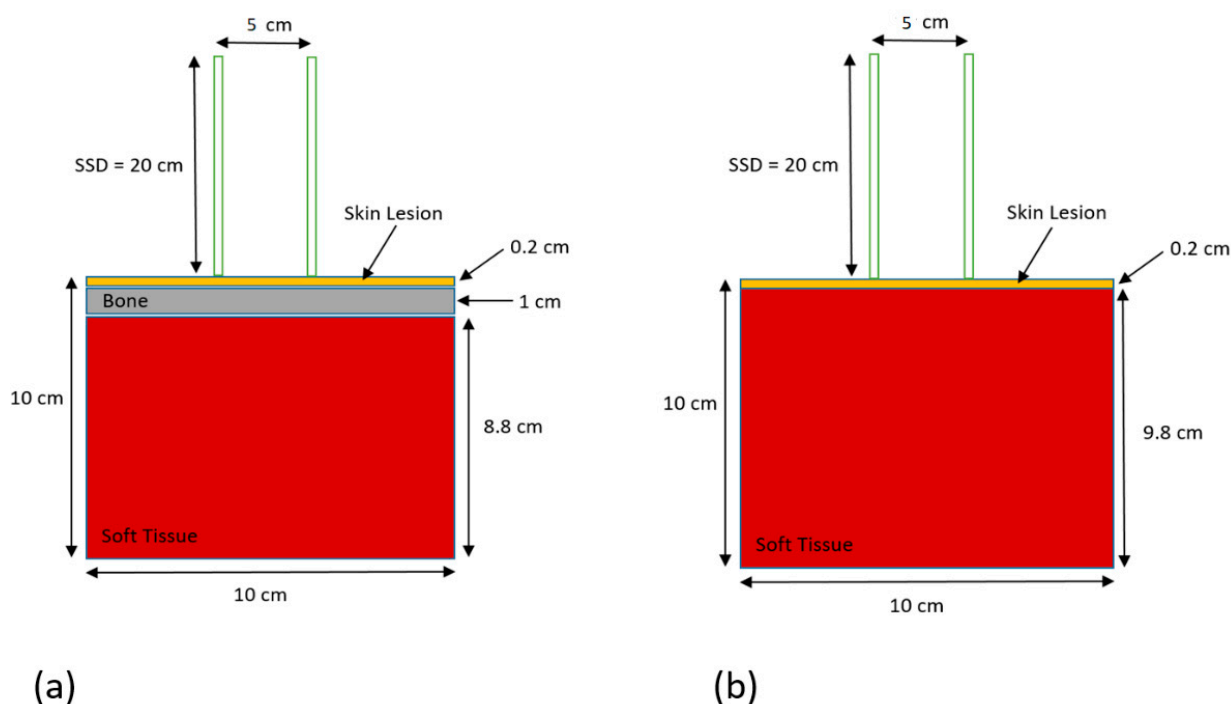 5 cm
SSD = 20 cm
Skin Lesion
0.2 cm
Bone
1 cm
10 cm
8.8 cm
Soft Tissue
10 cm
(a)
5 cm
SSD = 20 cm
Skin Lesion
0.2 cm
10 cm
9.8 cm
Soft Tissue
10 cm
(b)